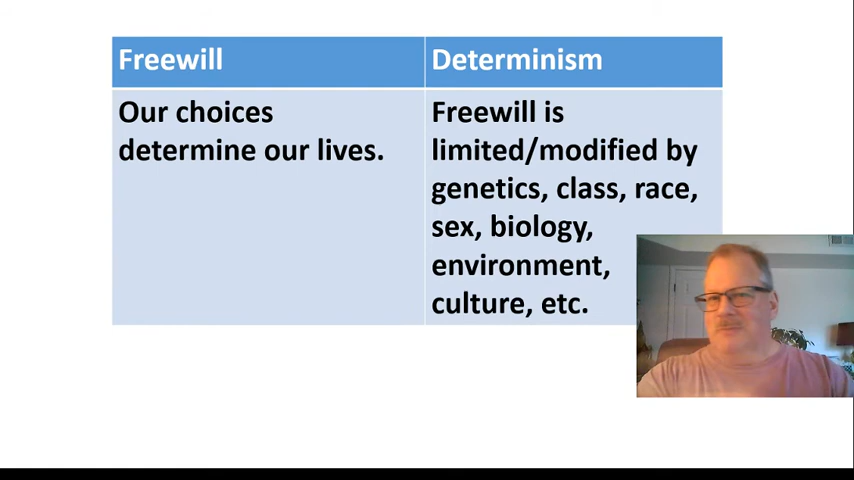 Freewill
Determinism
Our choices
determine our lives.
Freewill is
limited/modified by
genetics, class, race,
sex, biology,
environment,
culture, etc.